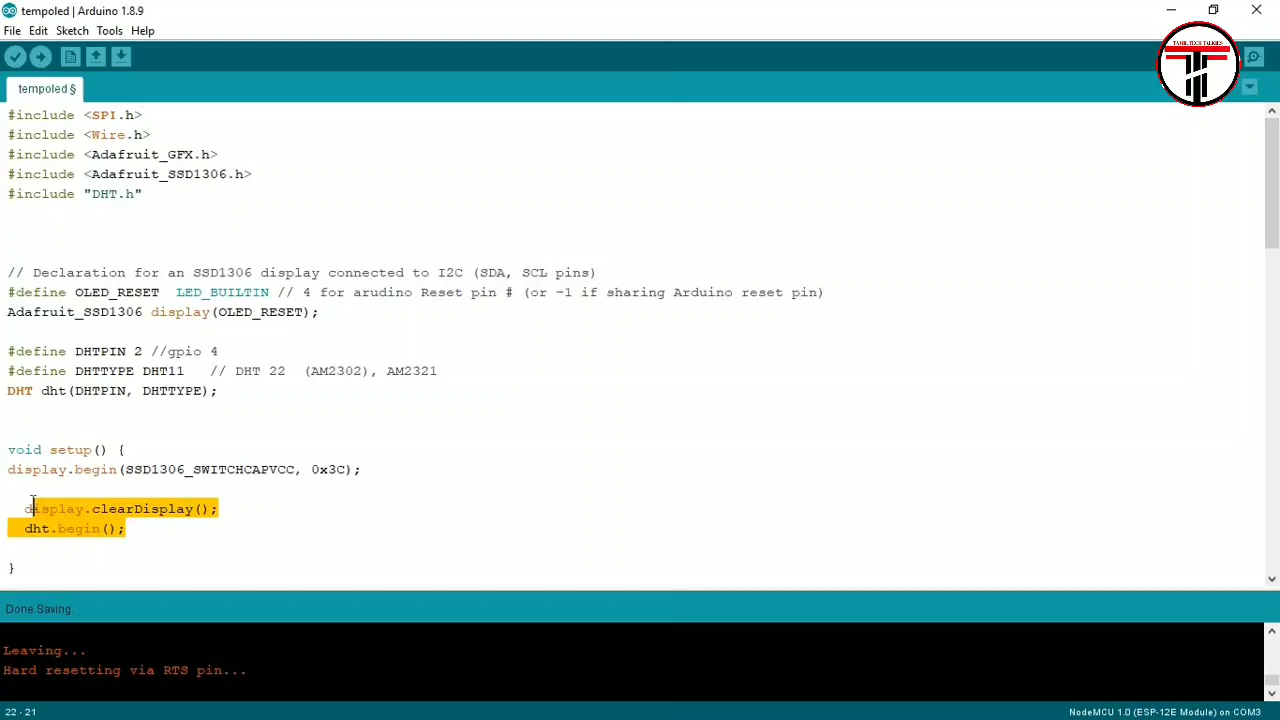 tempoled | Arduino 1.8.9
File Edit Sketch Tools Help
TAMIL TECH TALKIES
tempoled §
#include <SPI.h>
#include <Wire.h>
#include <Adafruit_GFX.h>
#include <Adafruit_SSD1306.h>
#include "DHT.h"
// Declaration for an SSD1306 display connected to I2C (SDA, SCL pins)
#define OLED_RESET  LED_BUILTIN // 4 for arudino Reset pin # (or -1 if sharing Arduino reset pin)
Adafruit_SSD1306 display(OLED_RESET);
#define DHTPIN 2 //gpio 4
#define DHTTYPE DHT11   // DHT 22  (AM2302), AM2321
DHT dht(DHTPIN, DHTTYPE);
void setup() {
display.begin(SSD1306_SWITCHCAPVCC, 0x3C);
display.clearDisplay();
dht.begin();
}
Done Saving.
Leaving...
Hard resetting via RTS pin...
22 - 21
NodeMCU 1.0 (ESP-12E Module) on COM3